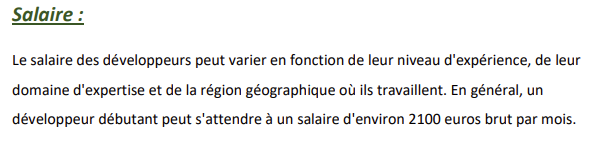 Salaire :
Le salaire des développeurs peut varier en fonction de leur niveau d'expérience, de leur
domaine d'expertise et de la région géographique où ils travaillent. En général, un
développeur débutant peut s'attendre à un salaire d'environ 2100 euros brut par mois.